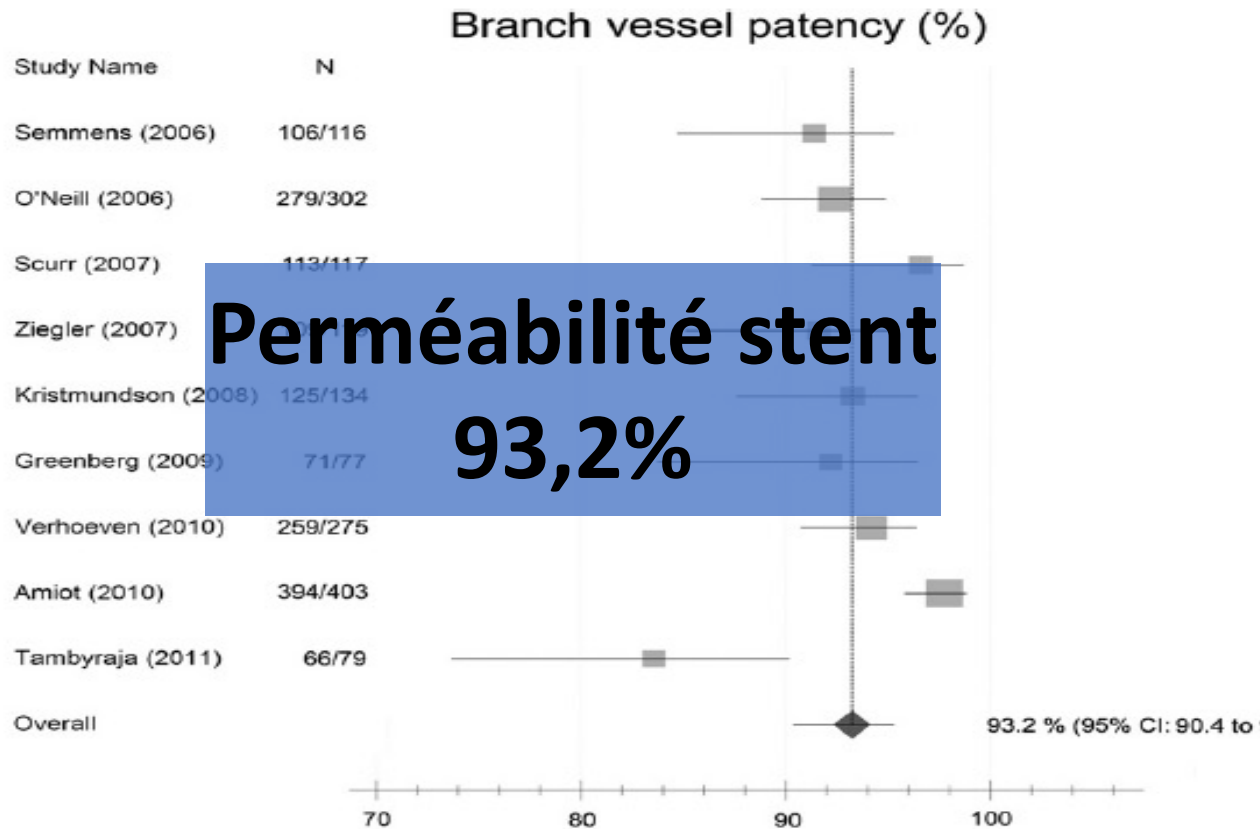 Branch vessel patency (%)
Study Name N
Semmens (2006) 106/116
O'Neill (2006) 279/302
Scurr (2007) 113/117
Ziegler (2007)
Perméabilité stent
Kristmundson (2008) 125/134
93,2%
Greenberg (2009) 71/77
Verhoeven (2010) 259/275
Amiot (2010) 394/403
Tambyraja (2011) 66/79
Overall 93.2 % (95% CI: 90.4 to
70 80 90 100